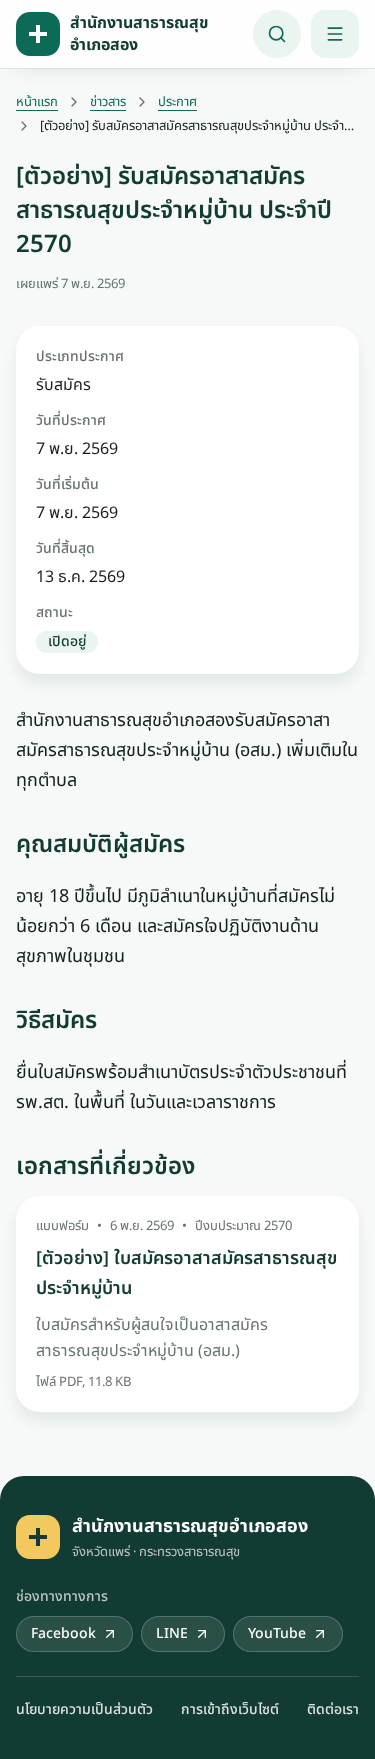 สำนักงานสาธารณสุข
อำเภอสอง
หน้าแรก > ข่าวสาร > ประกาศ
> [ตัวอย่าง] รับสมัครอาสาสมัครสาธารณสุขประจำหมู่บ้าน ประจำ...
[ตัวอย่าง] รับสมัครอาสาสมัคร
สาธารณสุขประจำหมู่บ้าน ประจำปี
2570
เผยแพร่ 7 พ.ย. 2569
ประเภทประกาศ
รับสมัคร
วันที่ประกาศ
7 พ.ย. 2569
วันที่เริ่มต้น
7 พ.ย. 2569
วันที่สิ้นสุด
13 ธ.ค. 2569
สถานะ
เปิดอยู่
สำนักงานสาธารณสุขอำเภอสองรับสมัครอาสา
สมัครสาธารณสุขประจำหมู่บ้าน (อสม.) เพิ่มเติมใน
ทุกตำบล
คุณสมบัติผู้สมัคร
อายุ 18 ปีขึ้นไป มีภูมิลำเนาในหมู่บ้านที่สมัครไม่
น้อยกว่า 6 เดือน และสมัครใจปฏิบัติงานด้าน
สุขภาพในชุมชน
วิธีสมัคร
ยื่นใบสมัครพร้อมสำเนาบัตรประจำตัวประชาชนที่
รพ.สต. ในพื้นที่ ในวันและเวลาราชการ
เอกสารที่เกี่ยวข้อง
แบบฟอร์ม • 6 พ.ย. 2569 • ปีงบประมาณ 2570
[ตัวอย่าง] ใบสมัครอาสาสมัครสาธารณสุข
ประจำหมู่บ้าน
ใบสมัครสำหรับผู้สนใจเป็นอาสาสมัคร
สาธารณสุขประจำหมู่บ้าน (อสม.)
ไฟล์ PDF, 11.8 KB
สำนักงานสาธารณสุขอำเภอสอง
จังหวัดแพร่ · กระทรวงสาธารณสุข
ช่องทางทางการ
Facebook LINE YouTube
นโยบายความเป็นส่วนตัว การเข้าถึงเว็บไซต์ ติดต่อเรา